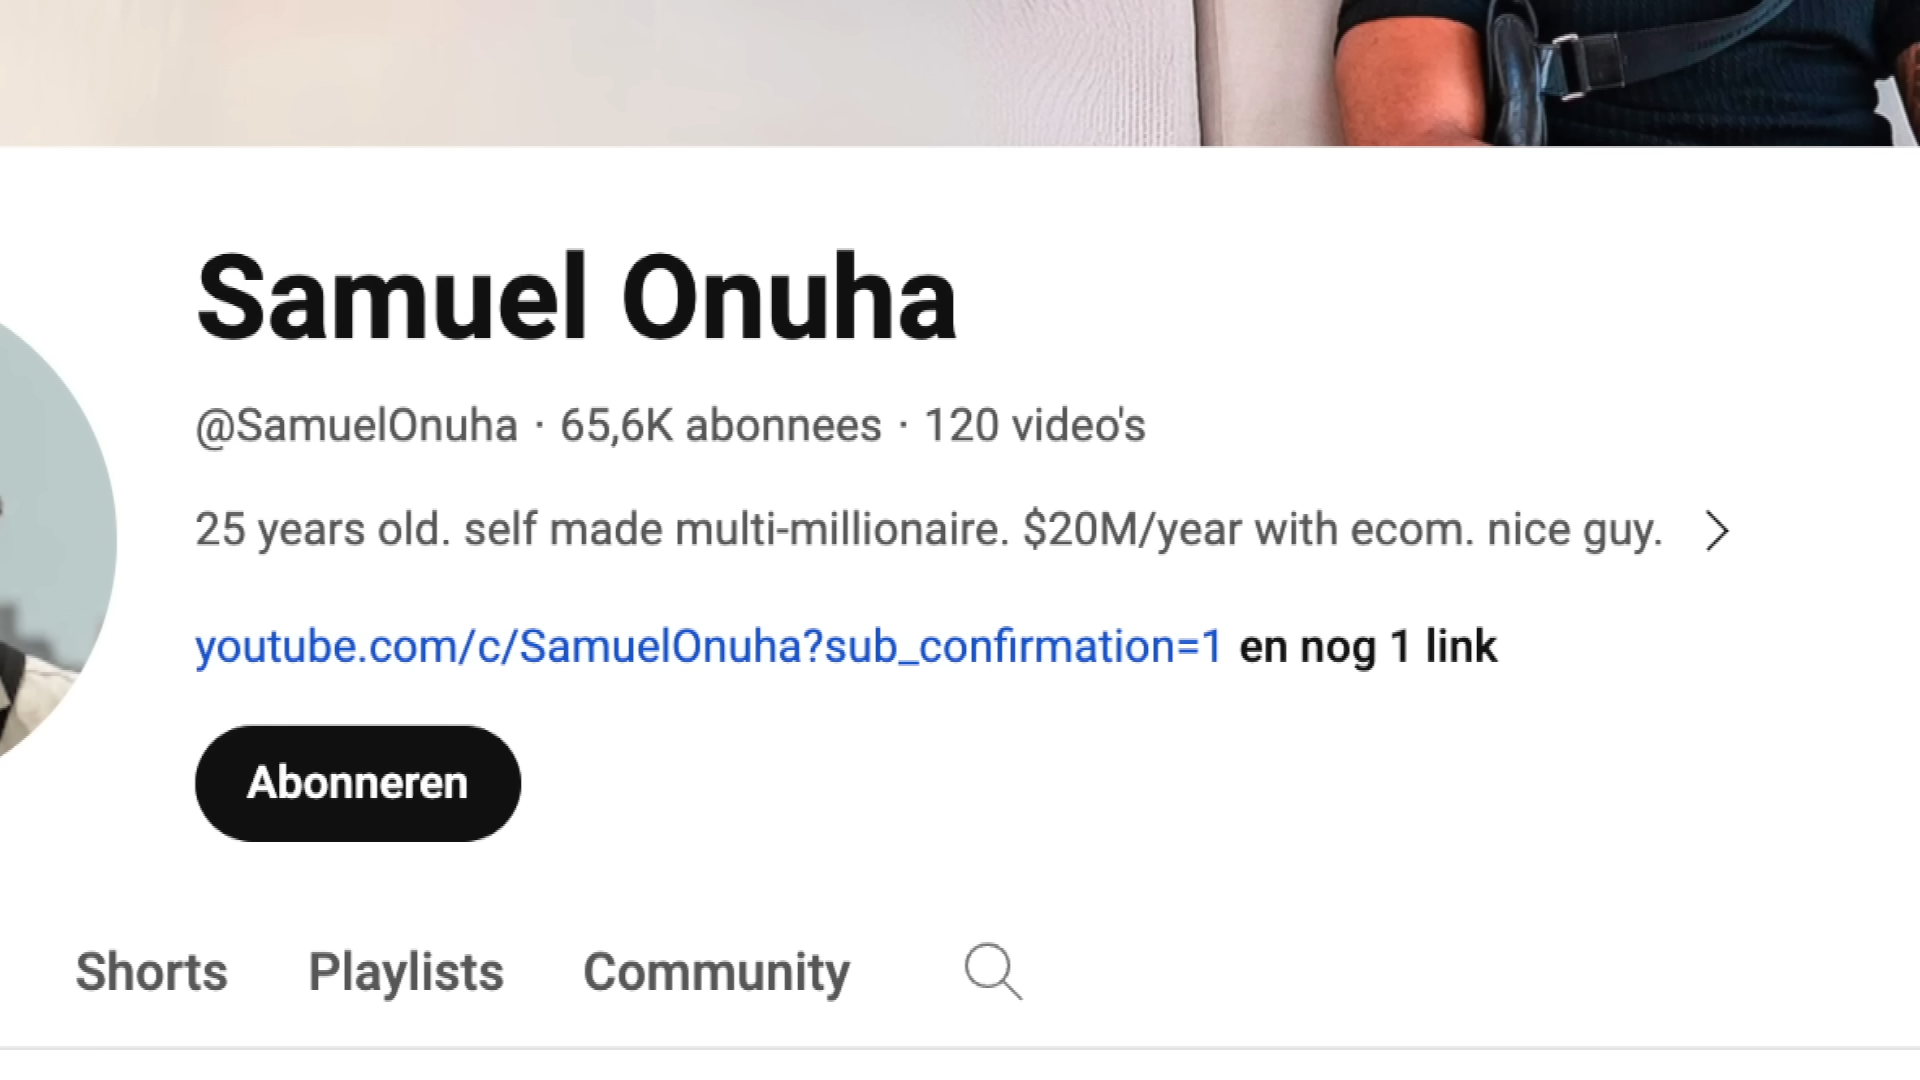 Samuel Onuha
@SamuelOnuha · 65,6K abonnees · 120 video's
25 years old. self made multi-millionaire. $20M/year with ecom. nice guy.
youtube.com/c/SamuelOnuha?sub_confirmation=1 en nog 1 link
Abonneren
Shorts Playlists Community